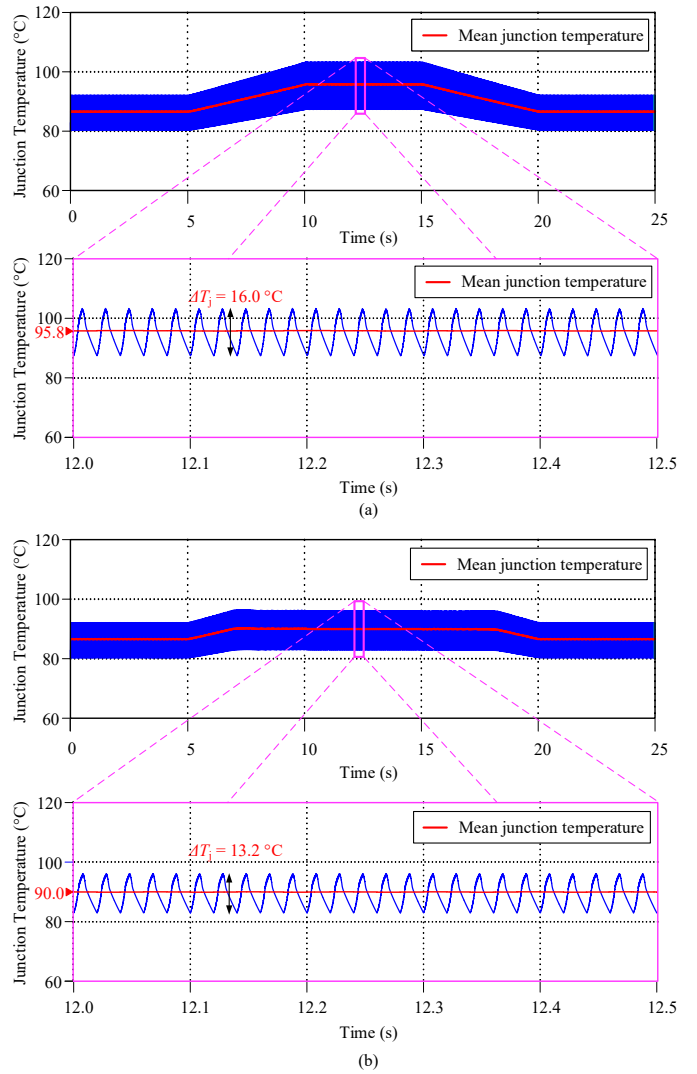 120
Mean junction temperature
100
80
60
Junction Temperature (°C)
0 5 10 15 20 25
Time (s)
120
Mean junction temperature
ΔTj = 16.0 °C
100
95.8
80
60
Junction Temperature (°C)
12.0 12.1 12.2 12.3 12.4 12.5
Time (s)
(a)
120
Mean junction temperature
100
80
60
Junction Temperature (°C)
0 5 10 15 20 25
Time (s)
120
Mean junction temperature
ΔTj = 13.2 °C
100
90.0
80
60
Junction Temperature (°C)
12.0 12.1 12.2 12.3 12.4 12.5
Time (s)
(b)